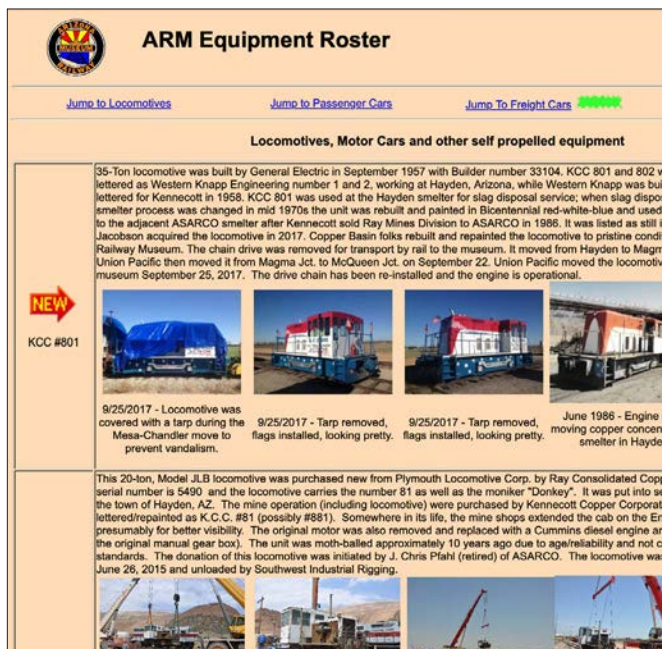 ARIZONA
MUSEUM
RAILWAY
ARM Equipment Roster
Jump to Locomotives
Jump to Passenger Cars
Jump To Freight Cars
Locomotives, Motor Cars and other self propelled equipment
35-Ton locomotive was built by General Electric in September 1957 with Builder number 33104. KCC 801 and 802 w
lettered as Western Knapp Engineering number 1 and 2, working at Hayden, Arizona, while Western Knapp was bui
lettered for Kennecott in 1958. KCC 801 was used at the Hayden smelter for slag disposal service; when slag dispos
smelter process was changed in mid 1970s the unit was rebuilt and painted in Bicentennial red-white-blue and used
to the adjacent ASARCO smelter after Kennecott sold Ray Mines Division to ASARCO in 1986. It was listed as still i
Jacobson acquired the locomotive in 2017. Copper Basin folks rebuilt and repainted the locomotive to pristine condi
Railway Museum. The chain drive was removed for transport by rail to the museum. It moved from Hayden to Magm
Union Pacific then moved it from Magma Jct. to McQueen Jct. on September 22. Union Pacific moved the locomotiv
museum September 25, 2017. The drive chain has been re-installed and the engine is operational.
NEW
KCC #801
9/25/2017 - Locomotive was
covered with a tarp during the
Mesa-Chandler move to
prevent vandalism.
9/25/2017 - Tarp removed,
flags installed, looking pretty.
9/25/2017 - Tarp removed,
flags installed, looking pretty.
June 1986 - Engine
moving copper concen
smelter in Hayde
This 20-ton, Model JLB locomotive was purchased new from Plymouth Locomotive Corp. by Ray Consolidated Copp
serial number is 5490 and the locomotive carries the number 81 as well as the moniker "Donkey". It was put into se
the town of Hayden, AZ. The mine operation (including locomotive) were purchased by Kennecott Copper Corporat
lettered/repainted as K.C.C. #81 (possibly #881). Somewhere in its life, the mine shops extended the cab on the En
presumably for better visibility. The original motor was also removed and replaced with a Cummins diesel engine an
the original manual gear box). The unit was moth-balled approximately 10 years ago due to age/reliability and not c
standards. The donation of this locomotive was initiated by J. Chris Pfahl (retired) of ASARCO. The locomotive was
June 26, 2015 and unloaded by Southwest Industrial Rigging.